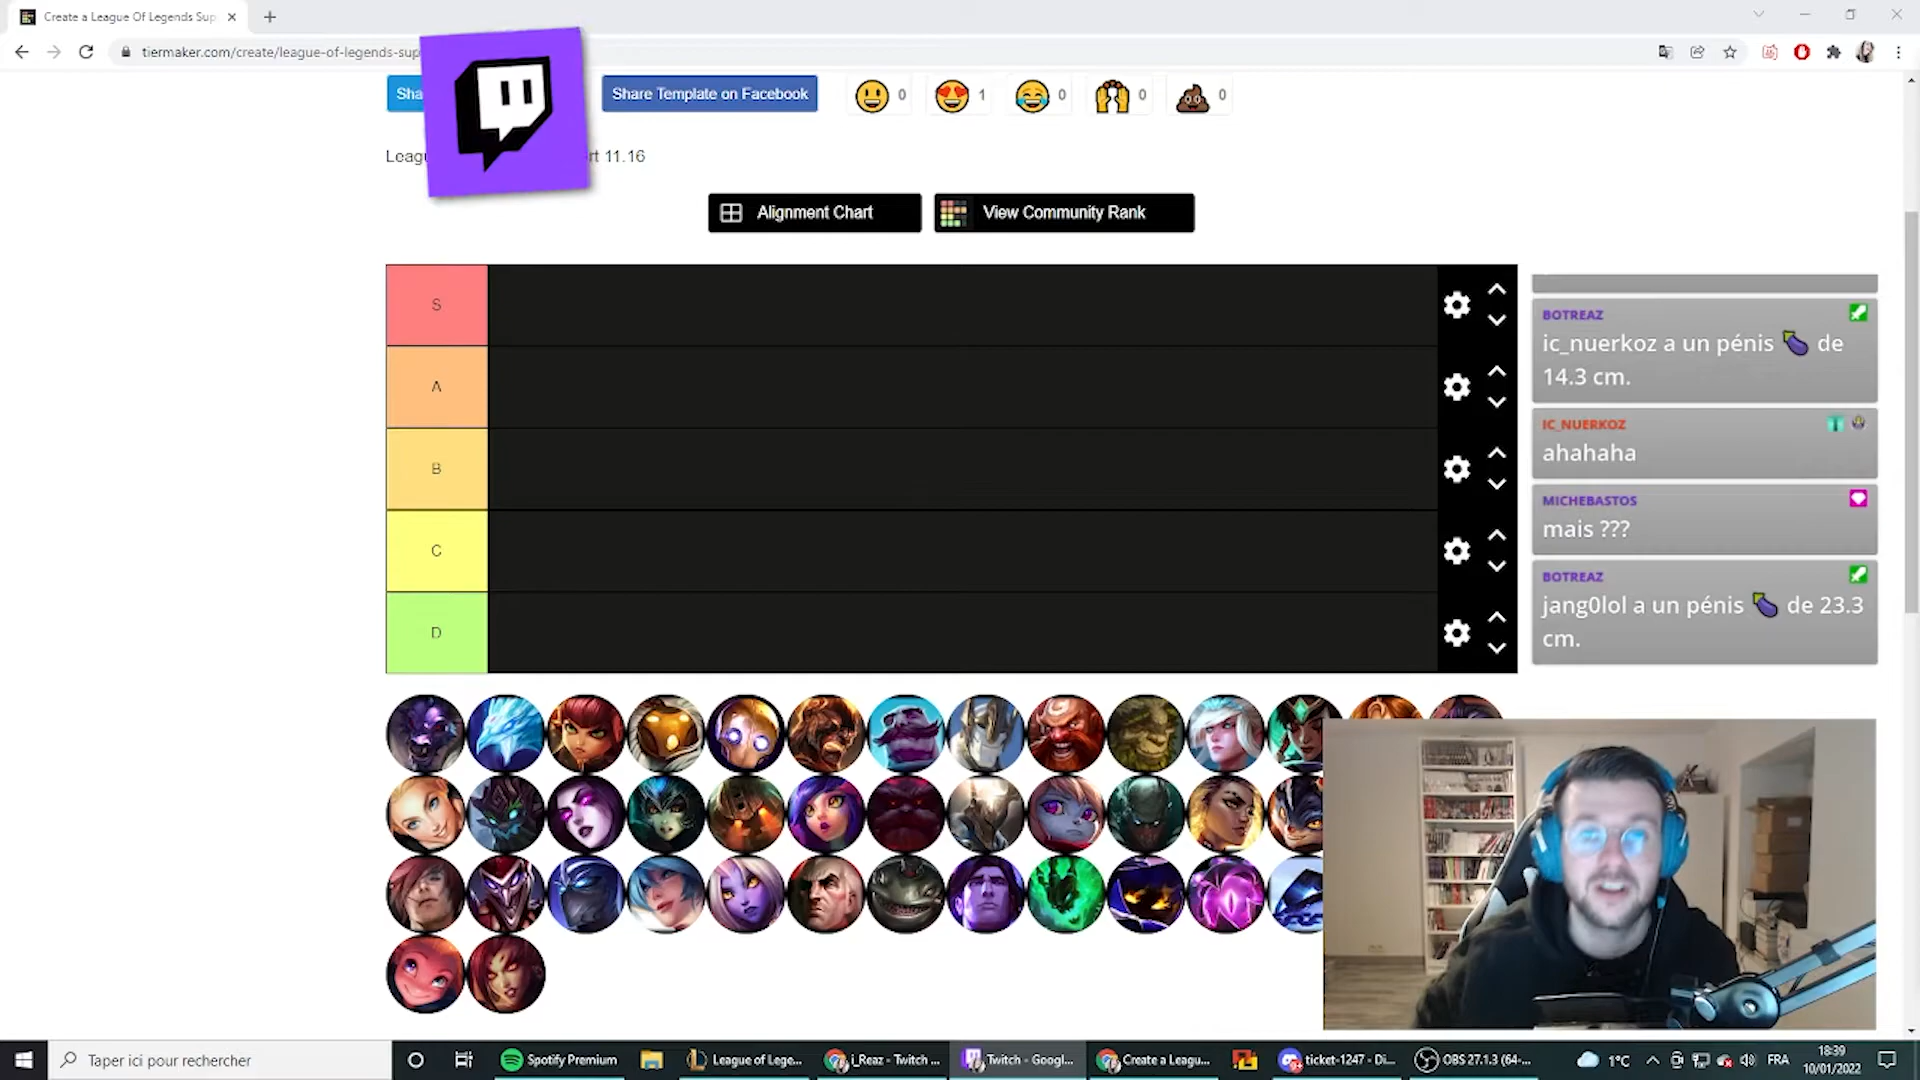 Create a League Of Legends Sup
tiermaker.com/create/league-of-legends-sup
Sha
Share Template on Facebook
0
1
0
0
0
Leagu
rt 11.16
Alignment Chart
View Community Rank
S
A
B
C
D
BOTREAZ
ic_nuerkoz a un pénis 🍆 de
14.3 cm.
IC_NUERKOZ
ahahaha
MICHEBASTOS
mais ???
BOTREAZ
jang0lol a un pénis 🍆 de 23.3
cm.
Taper ici pour rechercher
Spotify Premium
League of Lege...
i_Reaz - Twitch ...
Twitch - Googl...
Create a Leagu...
ticket-1247 - Di...
OBS 27.1.3 (64-...
1°C
FRA
18:39
10/01/2022